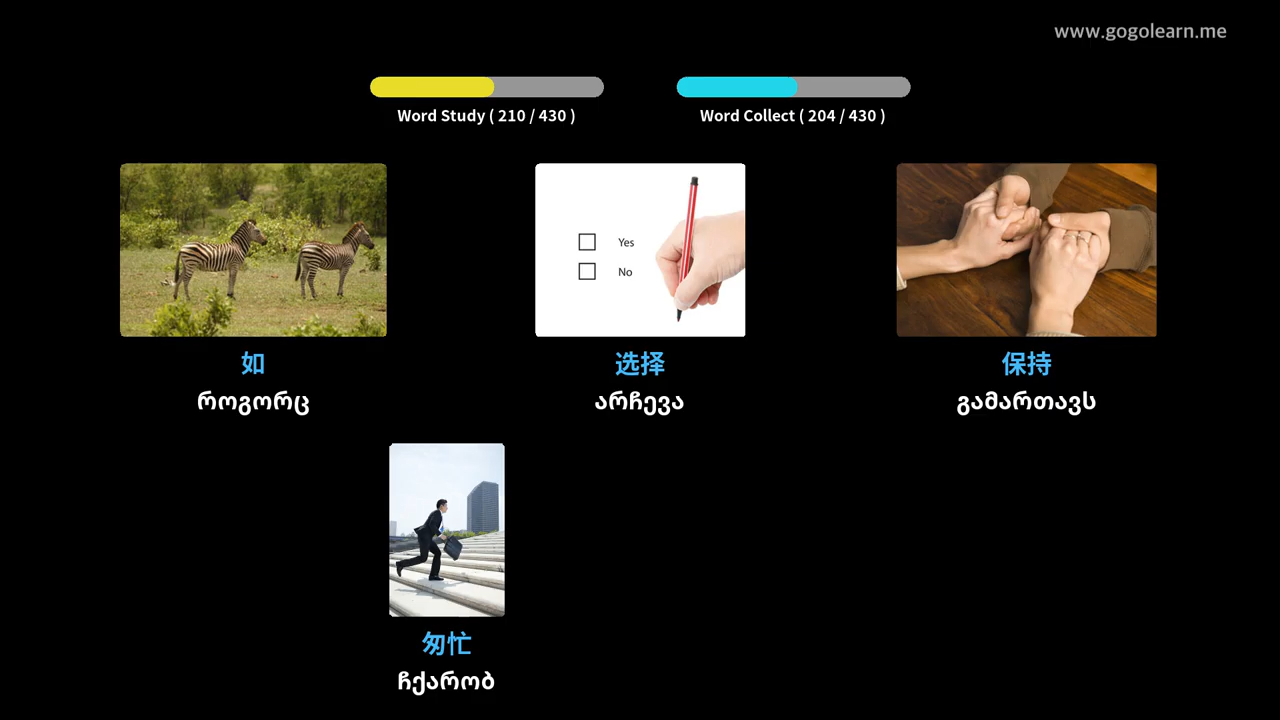 www.gogolearn.me
Word Study ( 210 / 430 )
Word Collect ( 204 / 430 )
Yes
No
如
როგორც
选择
არჩევა
保持
გამართავს
匆忙
ჩქარობ